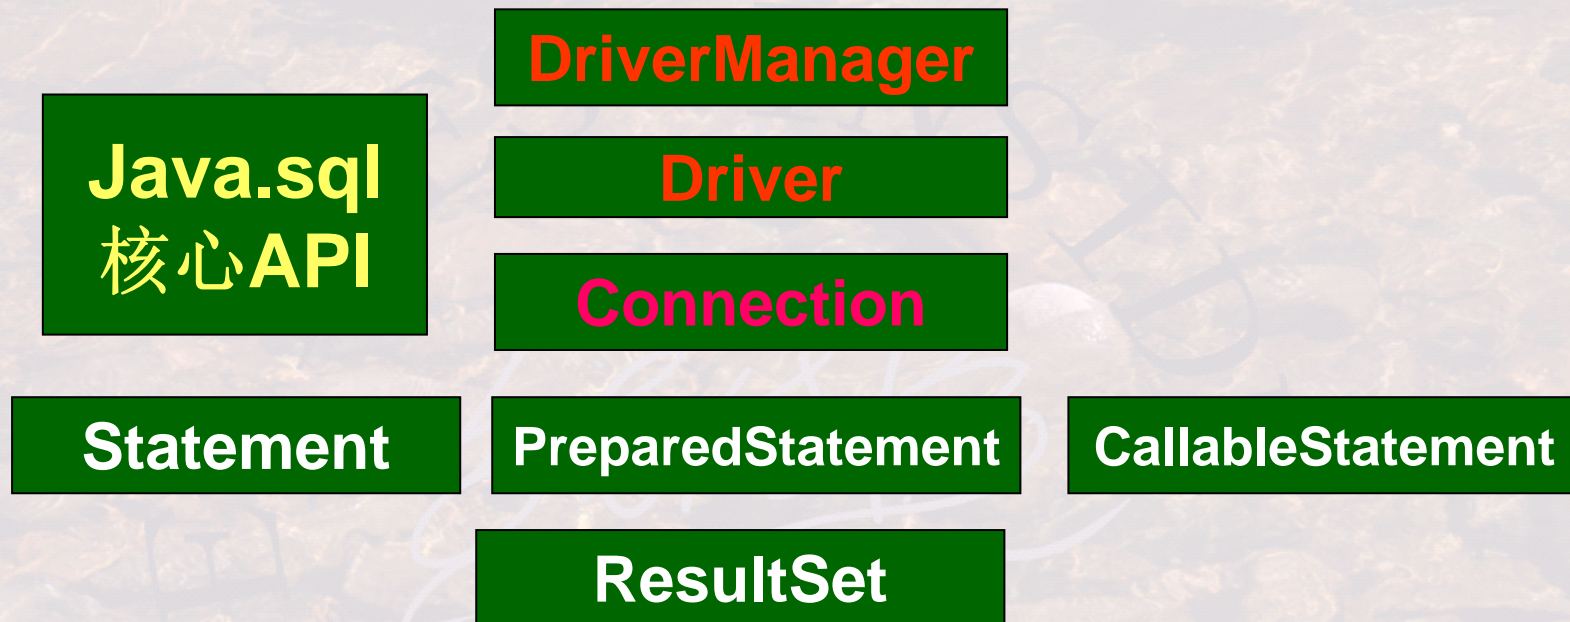 DriverManager
Java.sql
核心API
Driver
Connection
Statement
PreparedStatement
CallableStatement
ResultSet